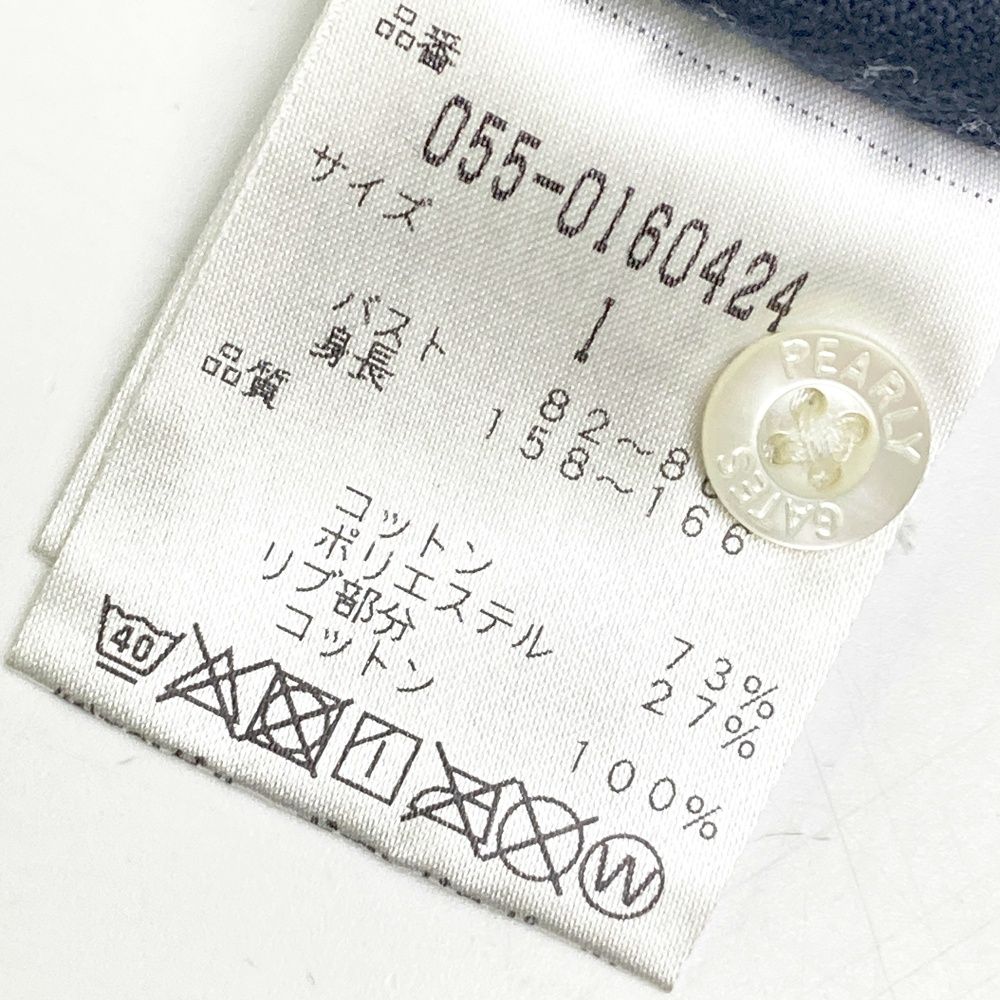 品番
055-0160424
サイズ 1
バスト 82〜8
身長 158〜166
品質
コットン 73%
ポリエステル 27%
リブ部分
コットン 100%
40
W
PEARLY
GATES